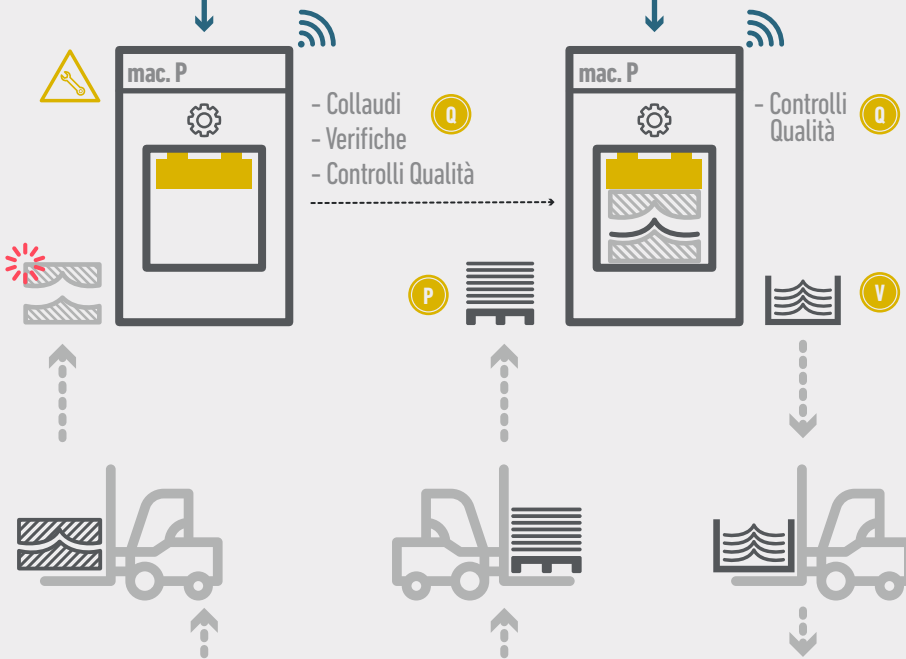 mac. P
- Collaudi
- Verifiche
- Controlli Qualità
Q
mac. P
- Controlli
Qualità
Q
P
V